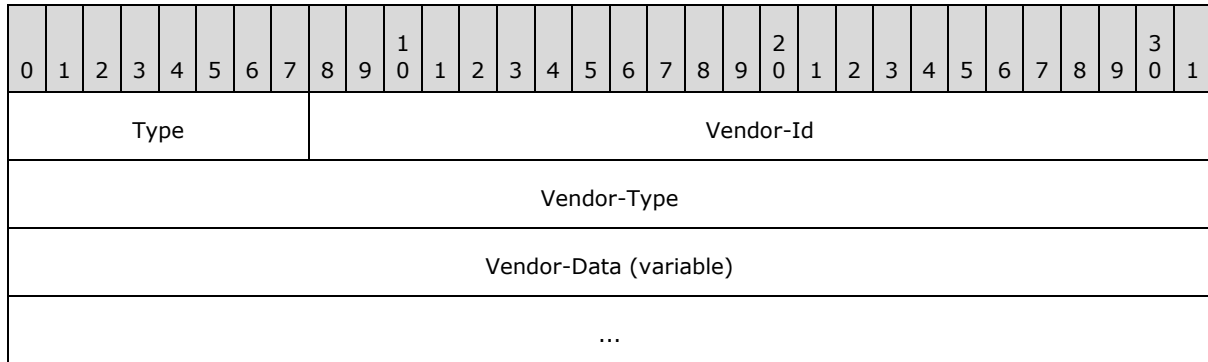 1 2 3
0 1 2 3 4 5 6 7 8 9 0 1 2 3 4 5 6 7 8 9 0 1 2 3 4 5 6 7 8 9 0 1
Type Vendor-Id
Vendor-Type
Vendor-Data (variable)
...